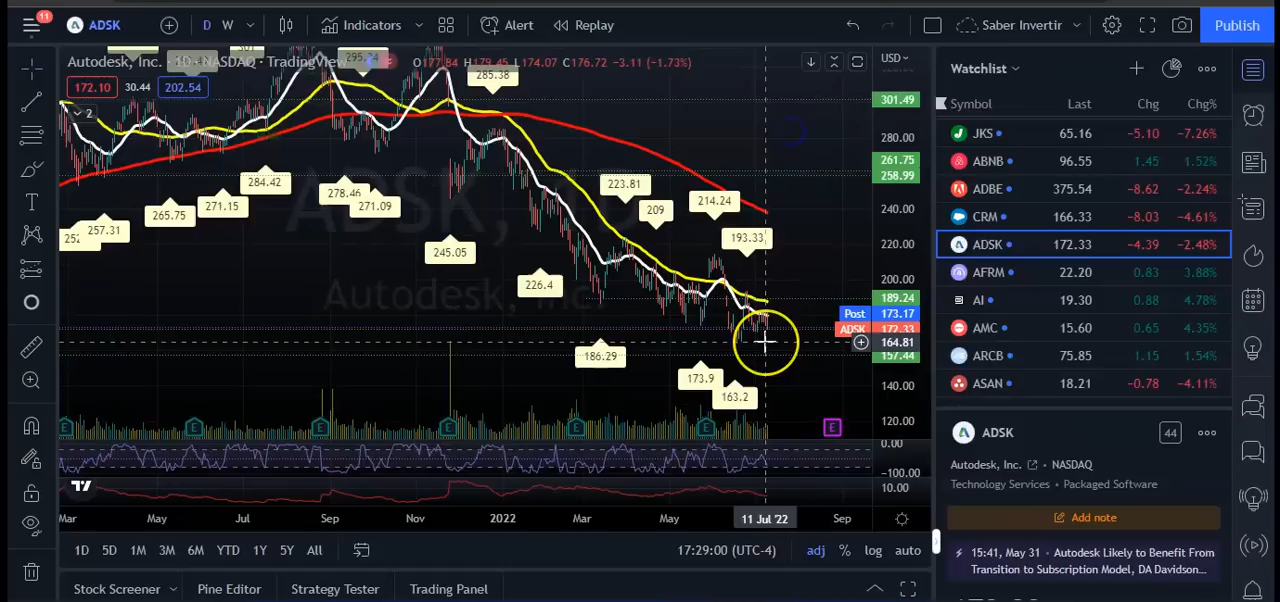 11
ADSK
D W
Indicators
Alert
Replay
Saber Invertir
Publish
Autodesk, Inc. · 1D · NASDAQ · TradingView
O177.84 H179.45 L174.07 C176.72 −3.11 (−1.73%)
USD
172.10 30.44 202.54
2
295.24
285.38
301.49
280.00
261.75
258.99
240.00
220.00
200.00
189.24
Post 173.17
ADSK 172.33
164.81
157.44
140.00
120.00
0.00
−100.00
10.00
257.31
265.75
271.15
284.42
278.46
271.09
245.05
226.4
223.81
209
214.24
193.33
186.29
173.9
163.2
ADSK, 1D
Autodesk, Inc.
E E E E E E E
Mar May Jul Sep Nov 2022 Mar May 11 Jul '22 Sep
1D 5D 1M 3M 6M YTD 1Y 5Y All
17:29:00 (UTC-4) adj % log auto
Stock Screener Pine Editor Strategy Tester Trading Panel
Watchlist
Symbol Last Chg Chg%
JKS 65.16 −5.10 −7.26%
ABNB 96.55 1.45 1.52%
ADBE 375.54 −8.62 −2.24%
CRM 166.33 −8.03 −4.61%
ADSK 172.33 −4.39 −2.48%
AFRM 22.20 0.83 3.88%
AI 19.30 0.88 4.78%
AMC 15.60 0.65 4.35%
ARCB 75.85 1.15 1.54%
ASAN 18.21 −0.78 −4.11%
ADSK 44
Autodesk, Inc. · NASDAQ
Technology Services · Packaged Software
Add note
15:41, May 31 · Autodesk Likely to Benefit From
Transition to Subscription Model, DA Davidson...